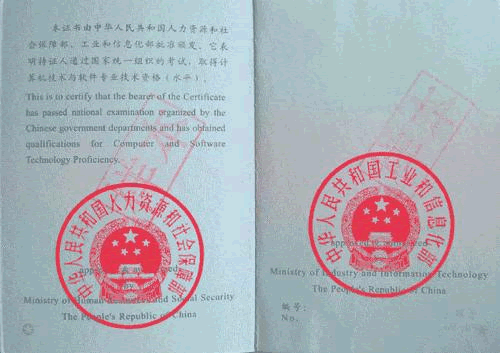 本证书由中华人民共和国人力资源和社
会保障部、工业和信息化部批准颁发，它表
明持证人通过国家统一组织的考试，取得计
算机技术与软件专业技术资格（水平）。
This is to certify that the bearer of the Certificate
has passed national examination organized by the
Chinese government departments and has obtained
qualifications for Computer and Software
Technology Proficiency.
中华人民共和国人力资源和社会保障部
Ministry of Human Resources and Social Security
The People's Republic of China
中华人民共和国工业和信息化部
Ministry of Industry and Information Technology
The People's Republic of China
编号:
No.